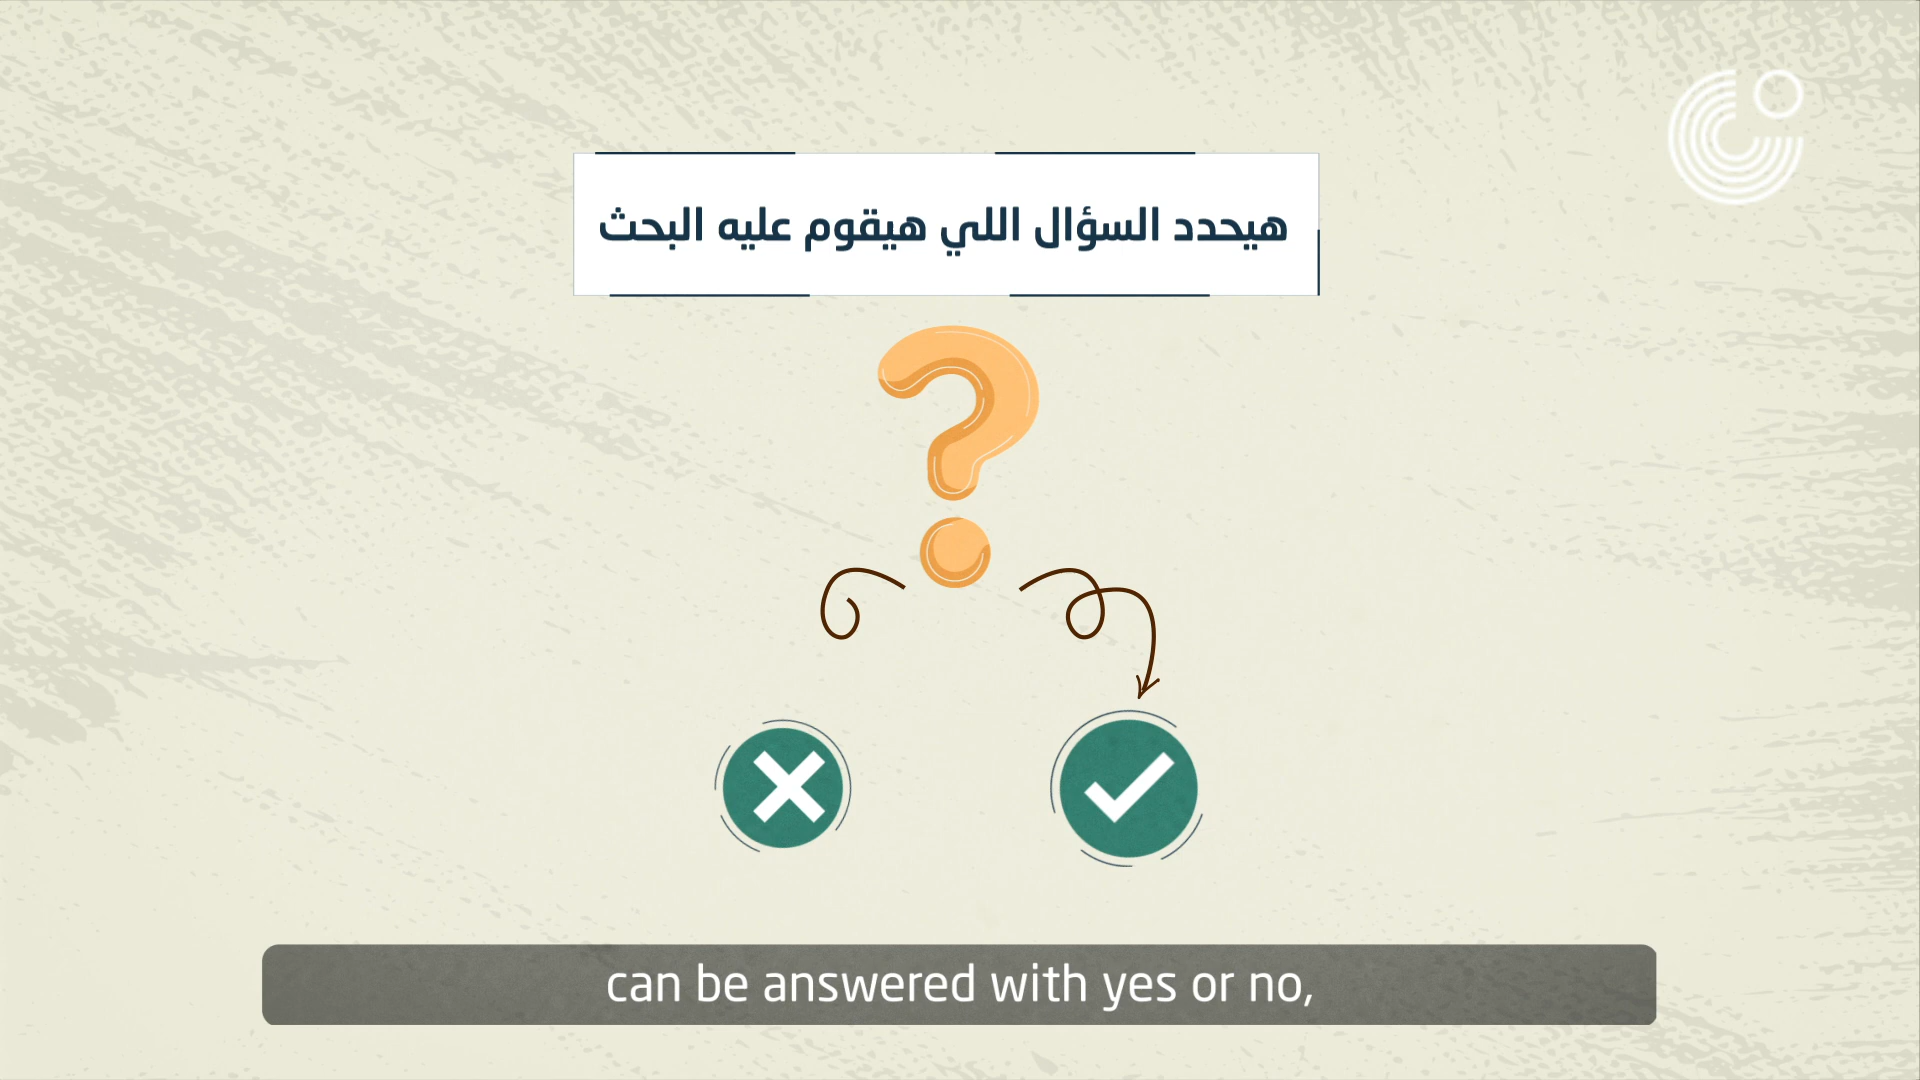 هيحدد السؤال اللي هيقوم عليه البحث
can be answered with yes or no,